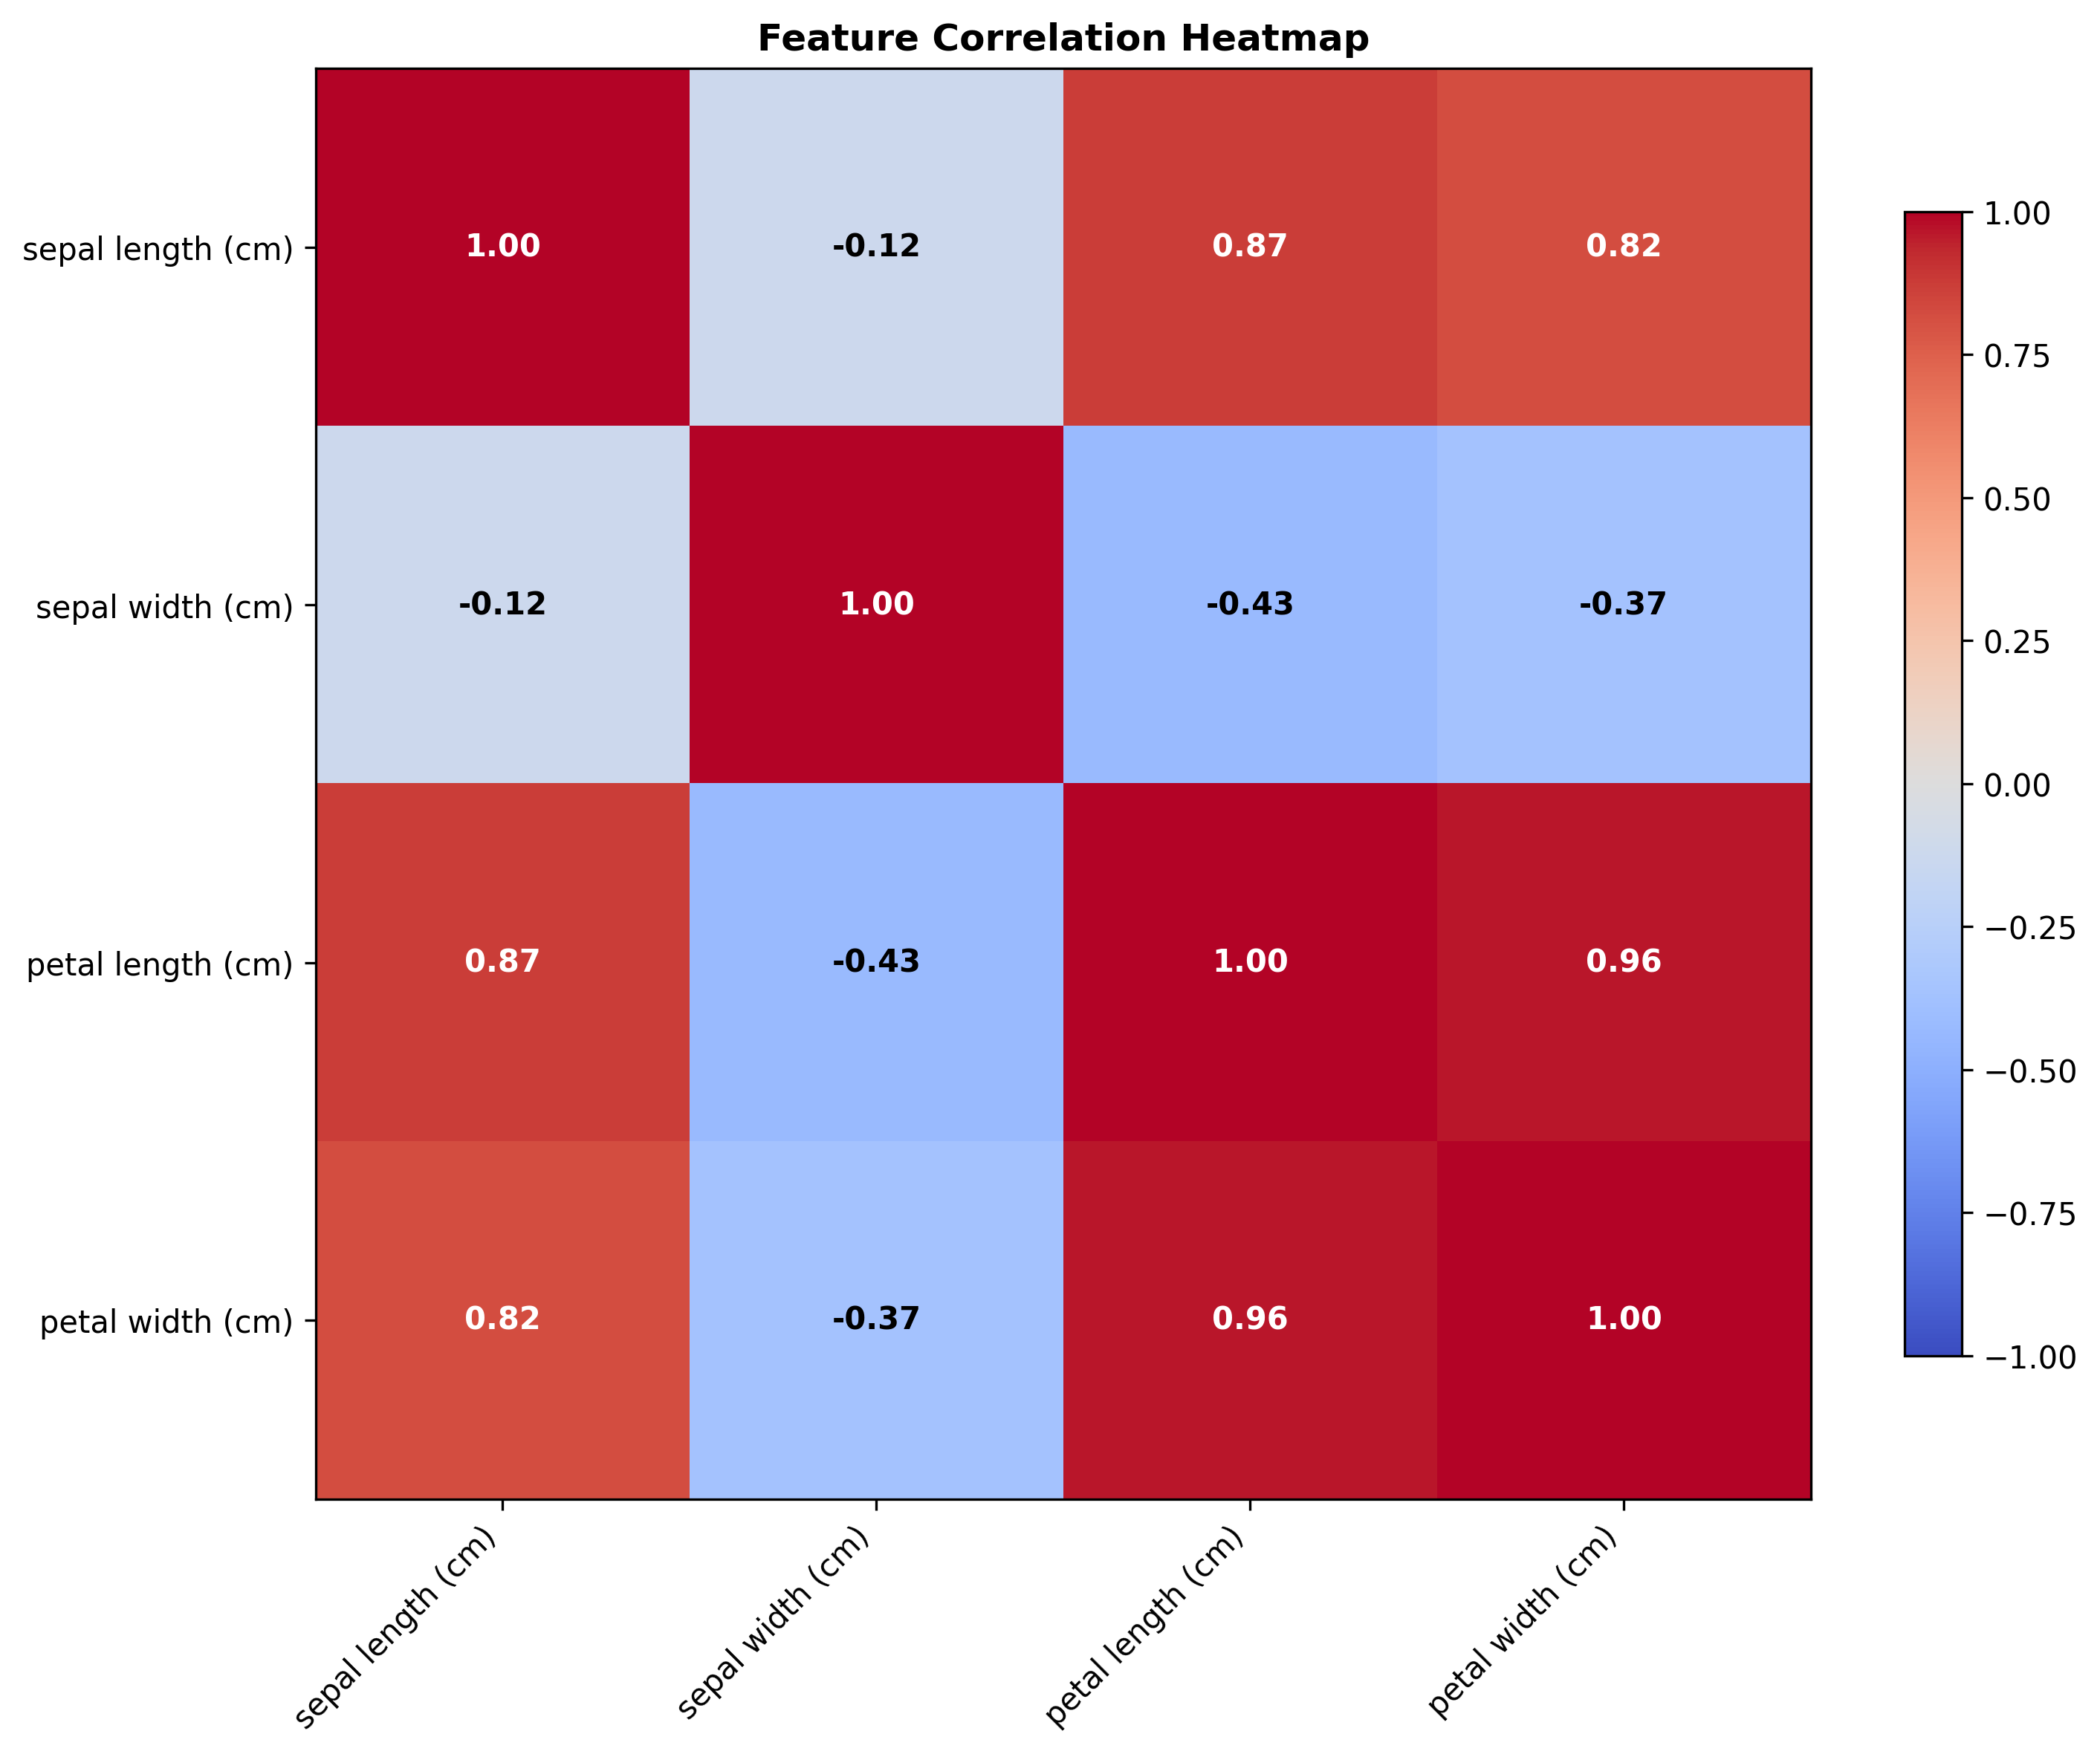 Feature Correlation Heatmap
sepal length (cm) 1.00 -0.12 0.87 0.82
sepal width (cm) -0.12 1.00 -0.43 -0.37
petal length (cm) 0.87 -0.43 1.00 0.96
petal width (cm) 0.82 -0.37 0.96 1.00
sepal length (cm) sepal width (cm) petal length (cm) petal width (cm)
1.00
0.75
0.50
0.25
0.00
−0.25
−0.50
−0.75
−1.00